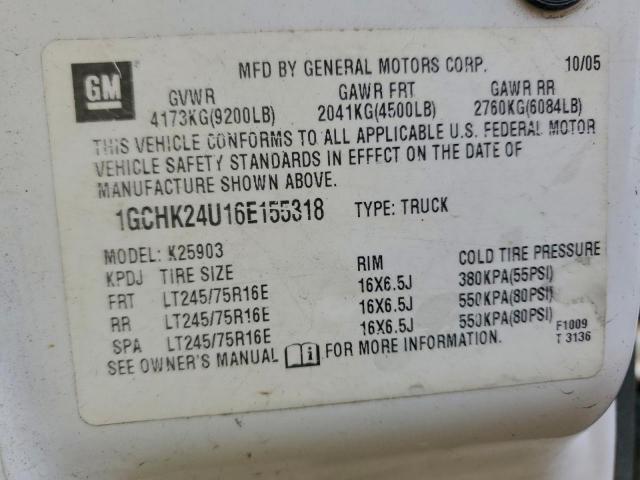 GM
MFD BY GENERAL MOTORS CORP. 10/05
GVWR GAWR FRT GAWR RR
4173KG(9200LB) 2041KG(4500LB) 2760KG(6084LB)
THIS VEHICLE CONFORMS TO ALL APPLICABLE U.S. FEDERAL MOTOR
VEHICLE SAFETY STANDARDS IN EFFECT ON THE DATE OF
MANUFACTURE SHOWN ABOVE.
1GCHK24U16E155318 TYPE: TRUCK
MODEL: K25903
KPDJ TIRE SIZE RIM COLD TIRE PRESSURE
FRT LT245/75R16E 16X6.5J 380KPA(55PSI)
RR LT245/75R16E 16X6.5J 550KPA(80PSI)
SPA LT245/75R16E 16X6.5J 550KPA(80PSI)
SEE OWNER'S MANUAL FOR MORE INFORMATION.
F1009
T 3136